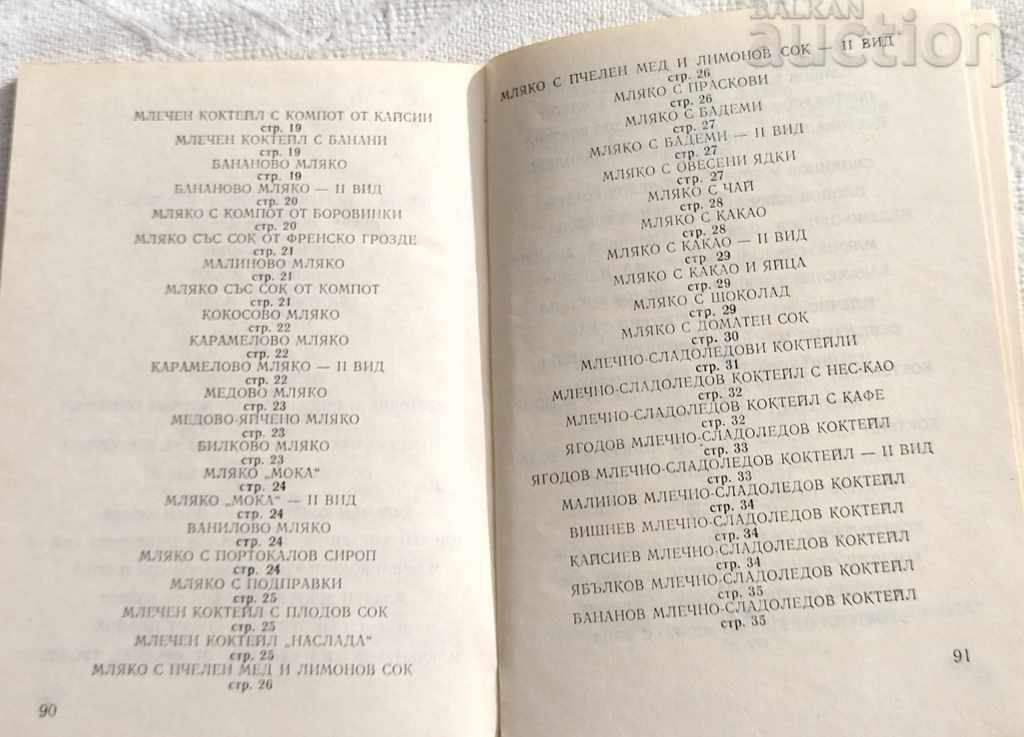 МЛЕЧЕН КОКТЕЙЛ С КОМПОТ ОТ КАЙСИИ
стр. 19
МЛЕЧЕН КОКТЕЙЛ С БАНАНИ
стр. 19
БАНАНОВО МЛЯКО
стр. 19
БАНАНОВО МЛЯКО — II ВИД
стр. 20
МЛЯКО С КОМПОТ ОТ БОРОВИНКИ
стр. 20
МЛЯКО СЪС СОК ОТ ФРЕНСКО ГРОЗДЕ
стр. 21
МАЛИНОВО МЛЯКО
стр. 21
МЛЯКО СЪС СОК ОТ КОМПОТ
стр. 21
КОКОСОВО МЛЯКО
стр. 22
КАРАМЕЛОВО МЛЯКО
стр. 22
КАРАМЕЛОВО МЛЯКО — II ВИД
стр. 22
МЕДОВО МЛЯКО
стр. 23
МЕДОВО-ЯЙЧЕНО МЛЯКО
стр. 23
БИЛКОВО МЛЯКО
стр. 23
МЛЯКО „МОКА“
стр. 24
МЛЯКО „МОКА“ — II ВИД
стр. 24
ВАНИЛОВО МЛЯКО
стр. 24
МЛЯКО С ПОРТОКАЛОВ СИРОП
стр. 24
МЛЯКО С ПОДПРАВКИ
стр. 25
МЛЕЧЕН КОКТЕЙЛ С ПЛОДОВ СОК
стр. 25
МЛЕЧЕН КОКТЕЙЛ „НАСЛАДА“
стр. 25
МЛЯКО С ПЧЕЛЕН МЕД И ЛИМОНОВ СОК
стр. 26
90
МЛЯКО С ПЧЕЛЕН МЕД И ЛИМОНОВ СОК — II ВИД
стр. 26
МЛЯКО С ПРАСКОВИ
стр. 26
МЛЯКО С БАДЕМИ
стр. 27
МЛЯКО С БАДЕМИ — II ВИД
стр. 27
МЛЯКО С ОВЕСЕНИ ЯДКИ
стр. 27
МЛЯКО С ЧАЙ
стр. 28
МЛЯКО С КАКАО
стр. 28
МЛЯКО С КАКАО — II ВИД
стр. 29
МЛЯКО С КАКАО И ЯЙЦА
стр. 29
МЛЯКО С ШОКОЛАД
стр. 29
МЛЯКО С ДОМАТЕН СОК
стр. 30
МЛЕЧНО-СЛАДОЛЕДОВИ КОКТЕЙЛИ
стр. 31
МЛЕЧНО-СЛАДОЛЕДОВ КОКТЕЙЛ С НЕС-КАО
стр. 32
МЛЕЧНО-СЛАДОЛЕДОВ КОКТЕЙЛ С КАФЕ
стр. 32
ЯГОДОВ МЛЕЧНО-СЛАДОЛЕДОВ КОКТЕЙЛ
стр. 33
ЯГОДОВ МЛЕЧНО-СЛАДОЛЕДОВ КОКТЕЙЛ — II ВИД
стр. 33
МАЛИНОВ МЛЕЧНО-СЛАДОЛЕДОВ КОКТЕЙЛ
стр. 34
ВИШНЕВ МЛЕЧНО-СЛАДОЛЕДОВ КОКТЕЙЛ
стр. 34
КАЙСИЕВ МЛЕЧНО-СЛАДОЛЕДОВ КОКТЕЙЛ
стр. 34
ЯБЪЛКОВ МЛЕЧНО-СЛАДОЛЕДОВ КОКТЕЙЛ
стр. 35
БАНАНОВ МЛЕЧНО-СЛАДОЛЕДОВ КОКТЕЙЛ
стр. 35
91
BALKAN
auction